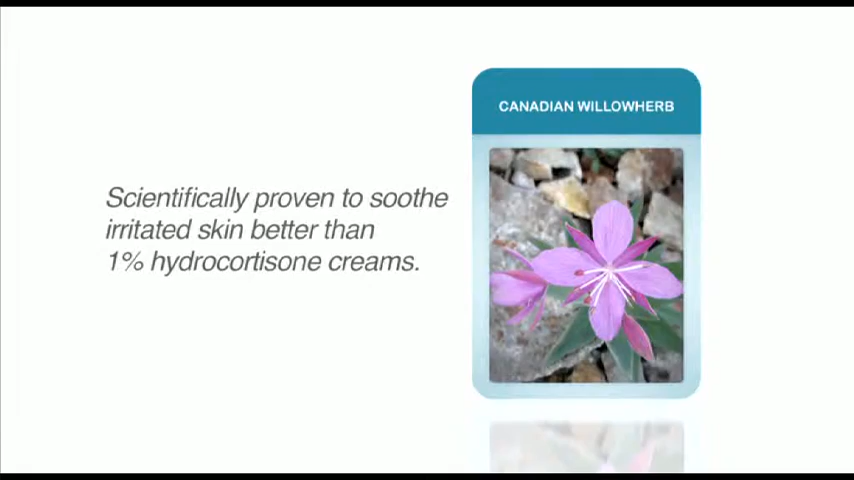 CANADIAN WILLOWHERB
Scientifically proven to soothe
irritated skin better than
1% hydrocortisone creams.